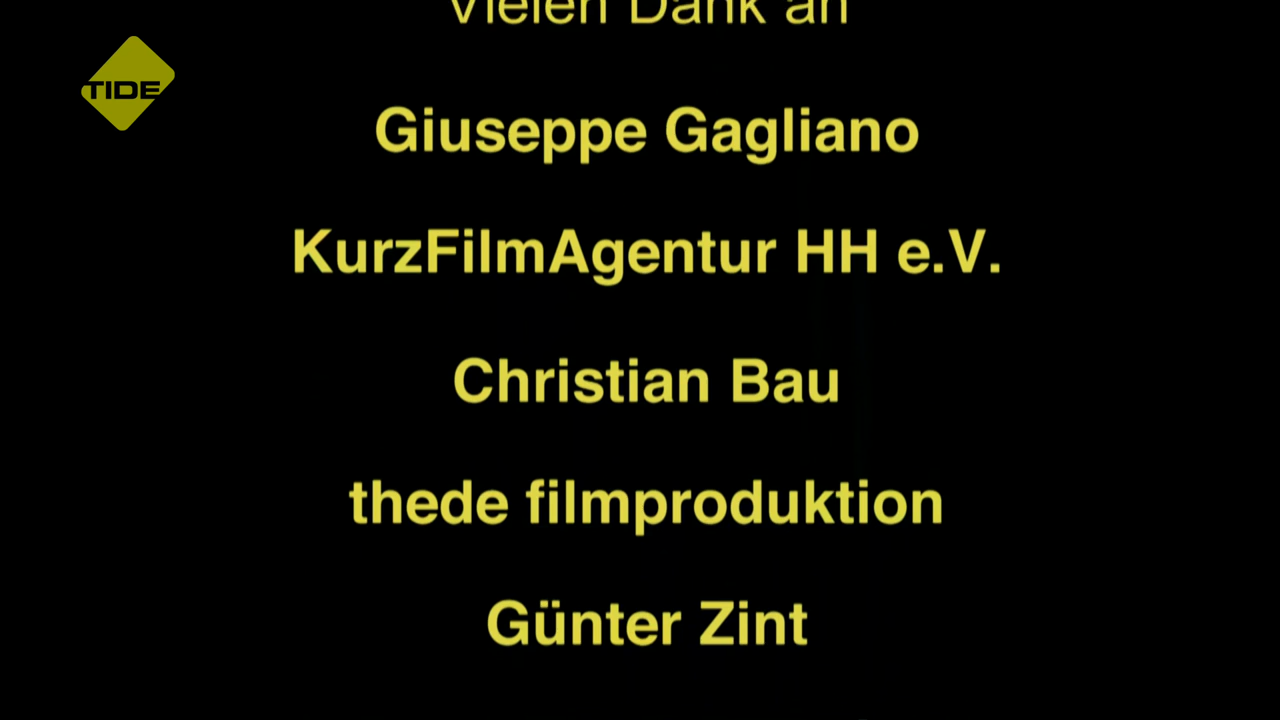 Vielen Dank an
TIDE
Giuseppe Gagliano
KurzFilmAgentur HH e.V.
Christian Bau
thede filmproduktion
Günter Zint